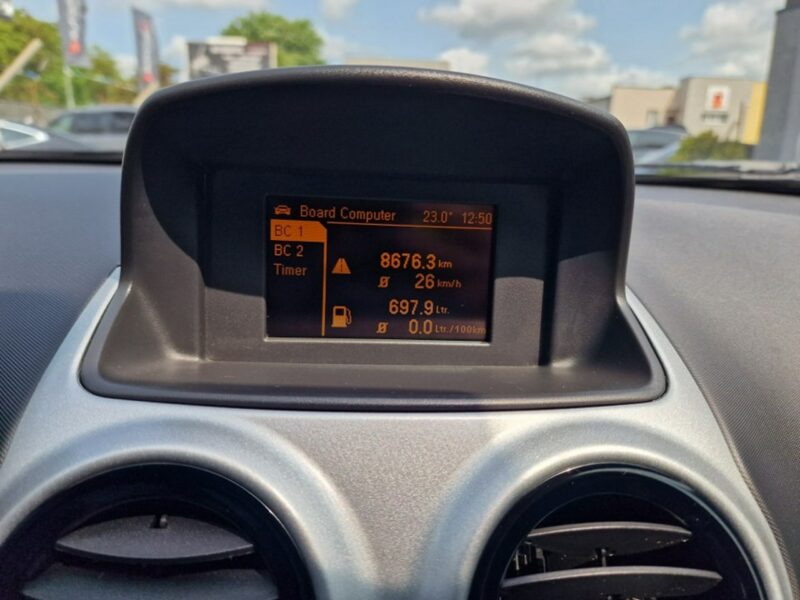 Board Computer 23.0° 12:50
BC 1
BC 2
Timer
8676.3 km
Ø 26 km/h
697.9 Ltr.
Ø 0.0 Ltr./100km